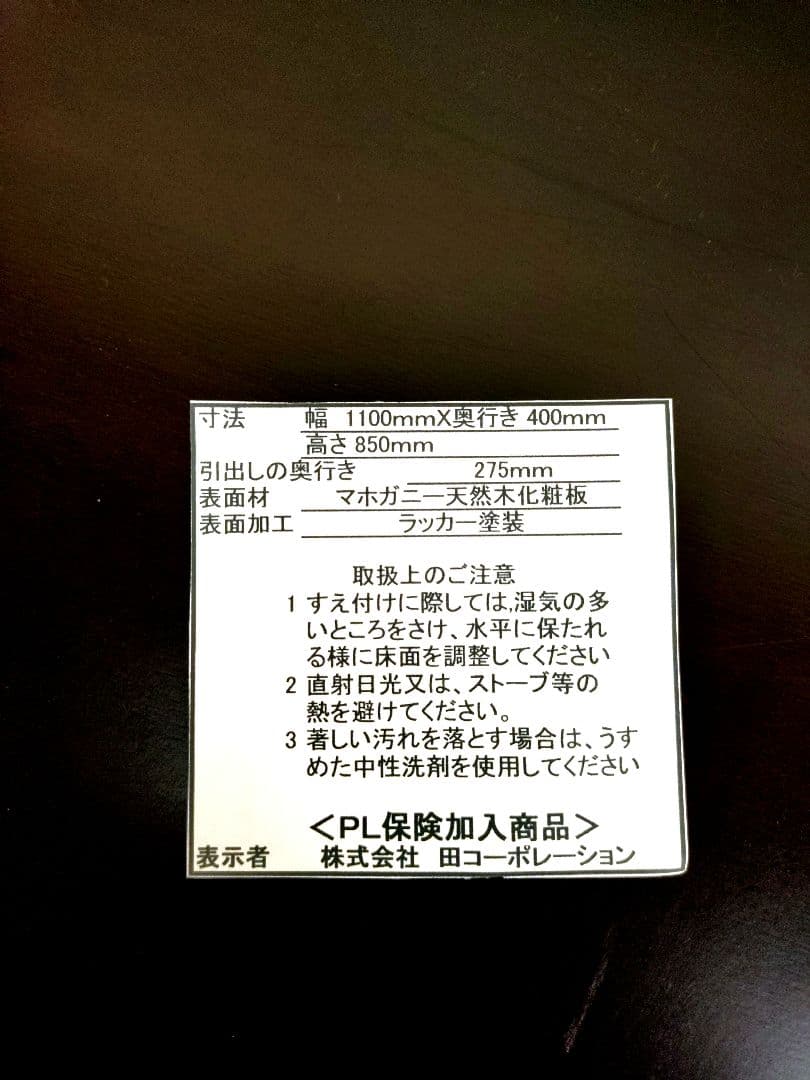 寸法 幅 1100mmX奥行き 400mm
高さ 850mm
引出しの奥行き 275mm
表面材 マホガニー天然木化粧板
表面加工 ラッカー塗装
取扱上のご注意
1 すえ付けに際しては,湿気の多
いところをさけ、水平に保たれ
る様に床面を調整してください
2 直射日光又は、ストーブ等の
熱を避けてください。
3 著しい汚れを落とす場合は、うす
めた中性洗剤を使用してください
＜PL保険加入商品＞
表示者 株式会社 田コーポレーション